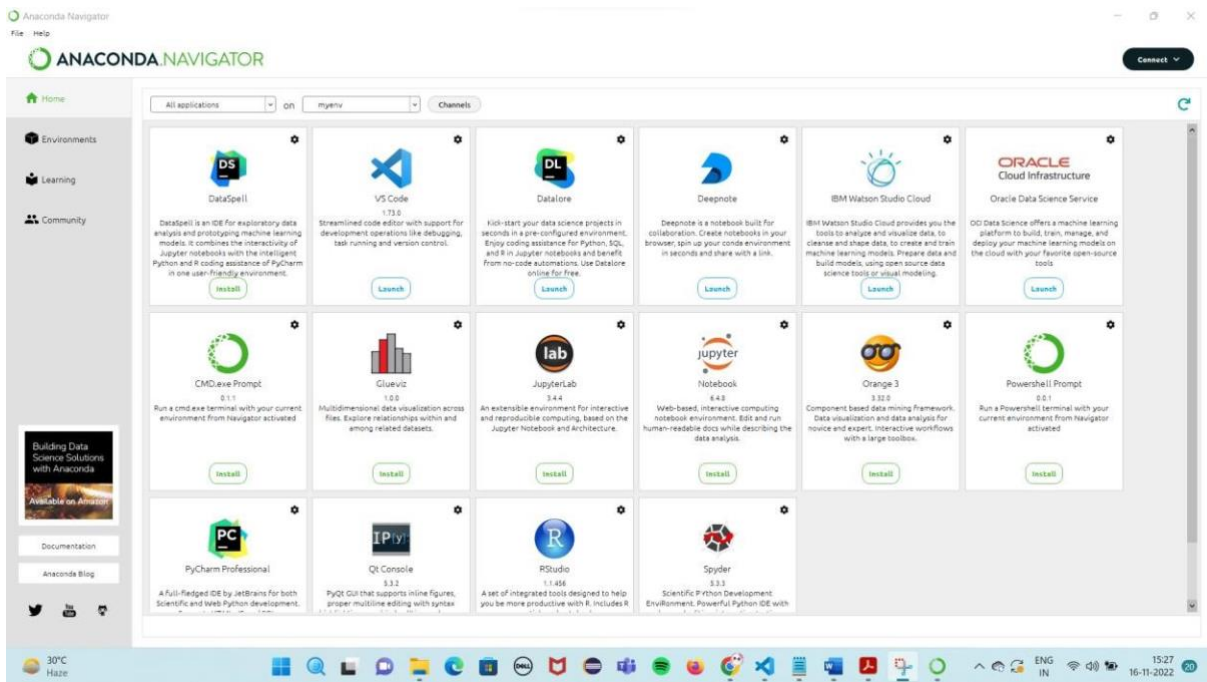 Anaconda Navigator
File Help
ANACONDA.NAVIGATOR
Connect
Home
Environments
Learning
Community
Building Data
Science Solutions
with Anaconda
Available on Amazon
Documentation
Anaconda Blog
You
Tube
All applications on myenv Channels
DS
DataSpell
DataSpell is an IDE for exploratory data
analysis and prototyping machine learning
models. It combines the interactivity of
Jupyter notebooks with the intelligent
Python and R coding assistance of PyCharm
in one user-friendly environment.
Install
VS Code
1.73.0
Streamlined code editor with support for
development operations like debugging,
task running and version control.
Launch
DL
Datalore
Kick-start your data science projects in
seconds in a pre-configured environment.
Enjoy coding assistance for Python, SQL,
and R in Jupyter notebooks and benefit
from no-code automations. Use Datalore
online for free.
Launch
Deepnote
Deepnote is a notebook built for
collaboration. Create notebooks in your
browser, spin up your conda environment
in seconds and share with a link.
Launch
IBM Watson Studio Cloud
IBM Watson Studio Cloud provides you the
tools to analyze and visualize data, to
cleanse and shape data, to create and train
machine learning models. Prepare data and
build models, using open source data
science tools or visual modeling.
Launch
ORACLE
Cloud Infrastructure
Oracle Data Science Service
OCI Data Science offers a machine learning
platform to build, train, manage, and
deploy your machine learning models on
the cloud with your favorite open-source
tools
Launch
CMD.exe Prompt
0.1.1
Run a cmd.exe terminal with your current
environment from Navigator activated
Install
Glueviz
1.0.0
Multidimensional data visualization across
files. Explore relationships within and
among related datasets.
Install
lab
JupyterLab
3.4.4
An extensible environment for interactive
and reproducible computing, based on the
Jupyter Notebook and Architecture.
Install
jupyter
Notebook
6.4.8
Web-based, interactive computing
notebook environment. Edit and run
human-readable docs while describing the
data analysis.
Install
Orange 3
3.32.0
Component based data mining framework.
Data visualization and data analysis for
novice and expert. Interactive workflows
with a large toolbox.
Install
Powershell Prompt
0.0.1
Run a Powershell terminal with your
current environment from Navigator
activated
Install
PC
PyCharm Professional
A full-fledged IDE by JetBrains for both
Scientific and Web Python development.
IP[y]:
Qt Console
5.3.2
PyQt GUI that supports inline figures,
proper multiline editing with syntax
R
RStudio
1.1.456
A set of integrated tools designed to help
you be more productive with R. Includes R
Spyder
5.3.3
Scientific PYthon Development
EnviRonment. Powerful Python IDE with
30°C
Haze
DELL
ENG
IN
15:27
16-11-2022
20